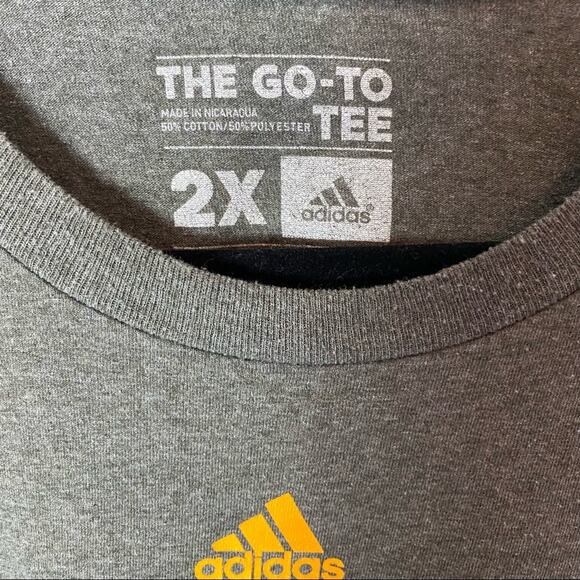 THE GO-TO
MADE IN NICARAGUA
50% COTTON/50% POLYESTER
TEE
2X
adidas®
adidas